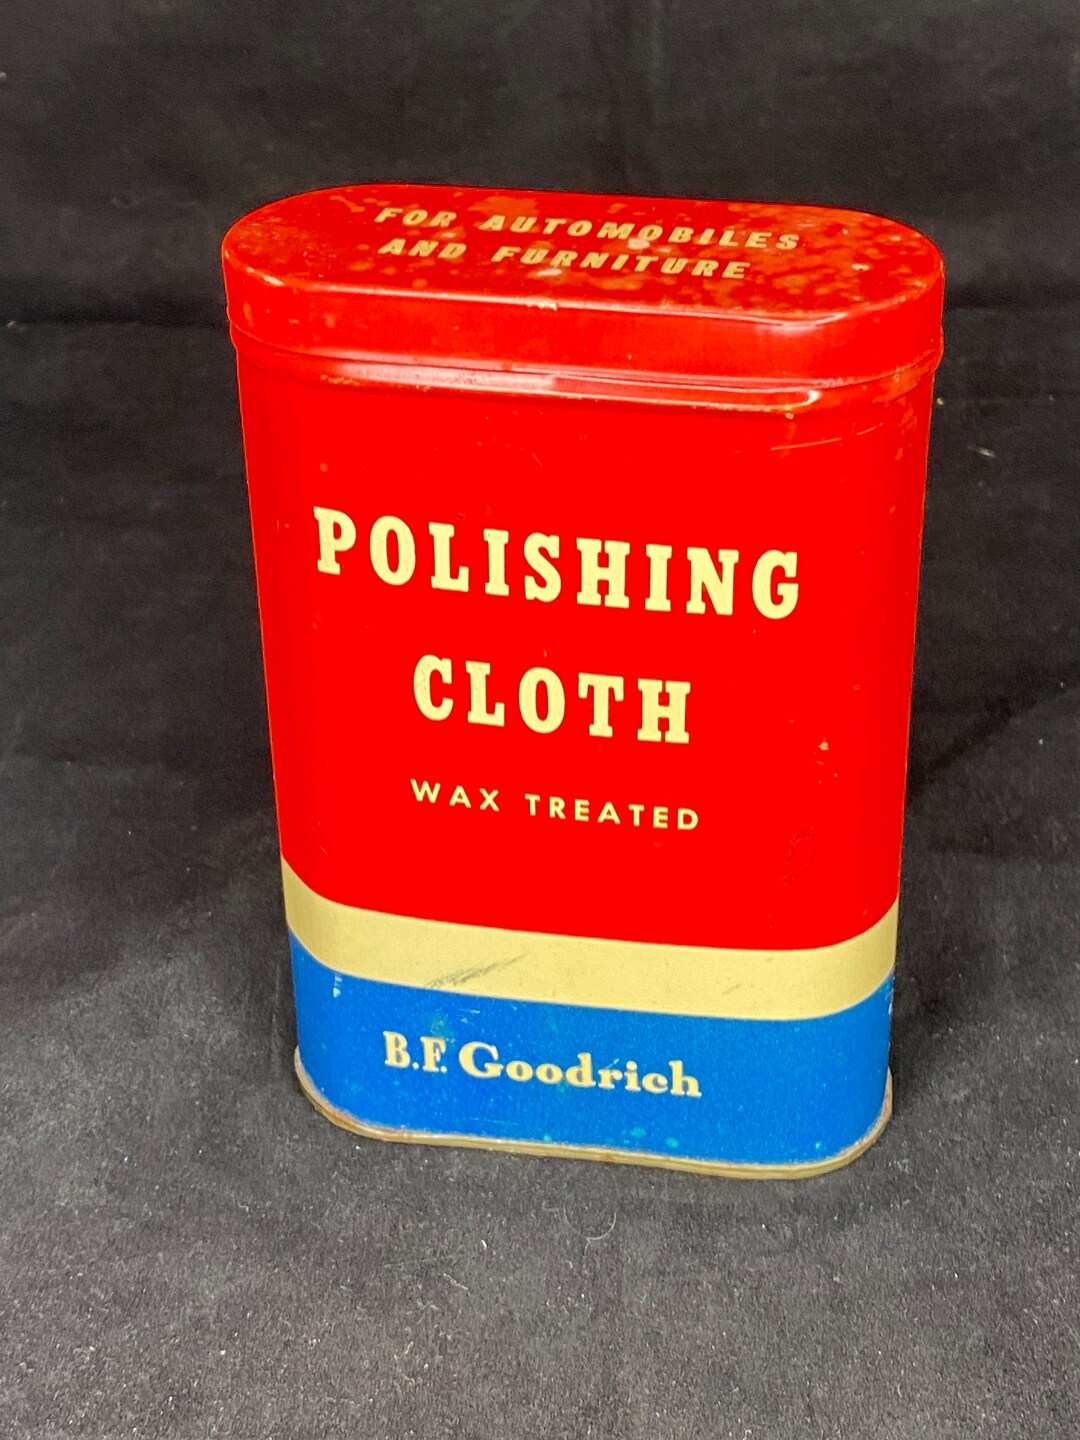 FOR AUTOMOBILES
AND FURNITURE
POLISHING
CLOTH
WAX TREATED
B.F. Goodrich